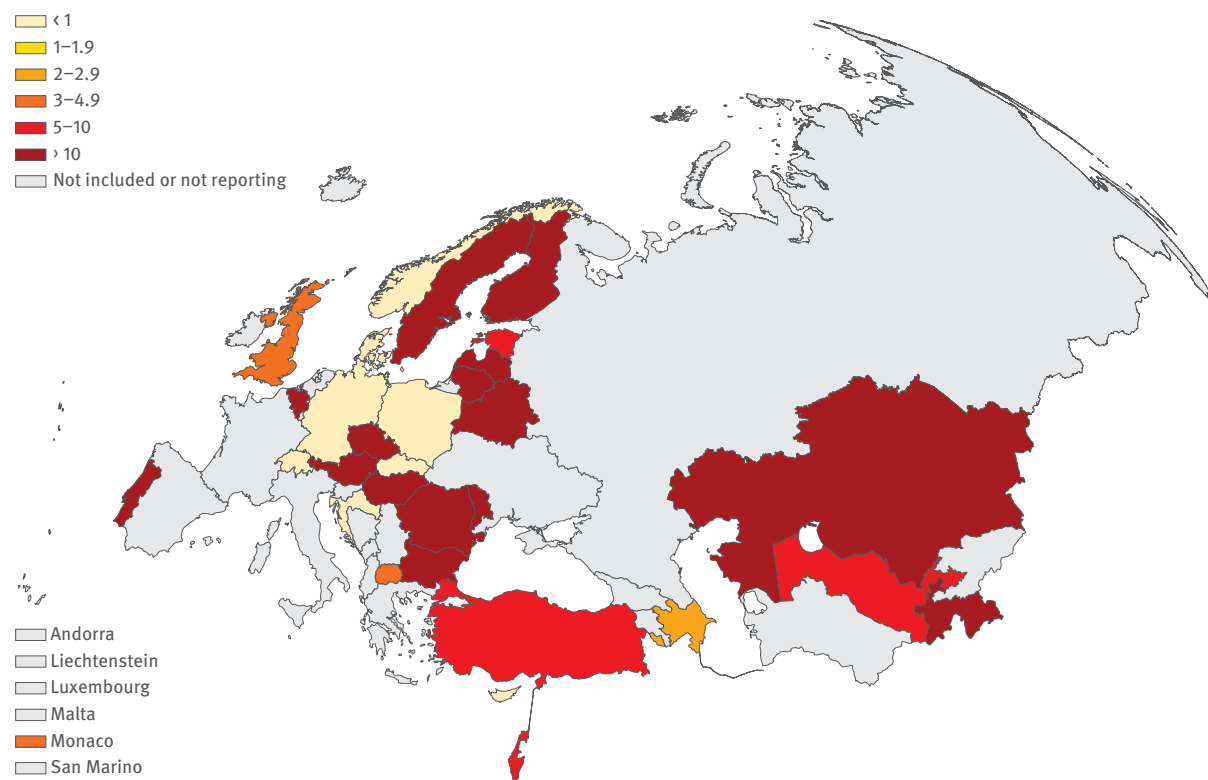 ‹ 1
1–1.9
2–2.9
3–4.9
5–10
› 10
Not included or not reporting
Andorra
Liechtenstein
Luxembourg
Malta
Monaco
San Marino